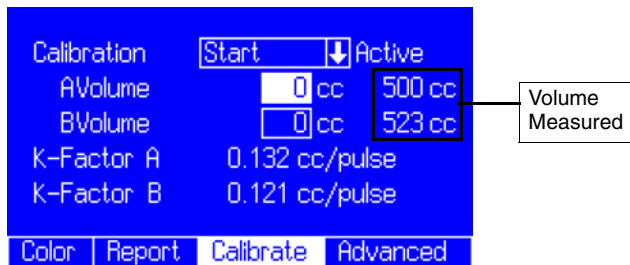 Calibration Start Active
AVolume 0 cc 500 cc
BVolume 0 cc 523 cc
Volume
Measured
K-Factor A 0.132 cc/pulse
K-Factor B 0.121 cc/pulse
Color Report Calibrate Advanced